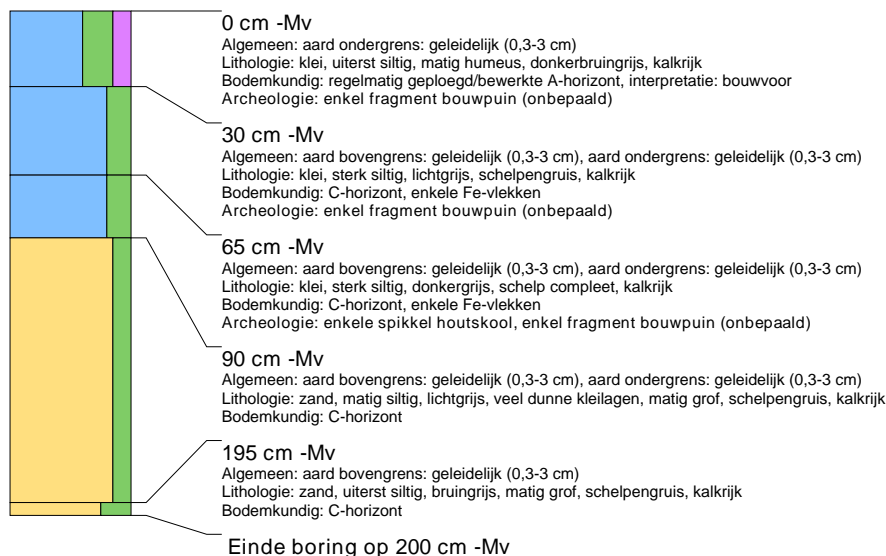 0 cm -Mv
Algemeen: aard ondergrens: geleidelijk (0,3-3 cm)
Lithologie: klei, uiterst siltig, matig humeus, donkerbruingrijs, kalkrijk
Bodemkundig: regelmatig geploegd/bewerkte A-horizont, interpretatie: bouwvoor
Archeologie: enkel fragment bouwpuin (onbepaald)
30 cm -Mv
Algemeen: aard bovengrens: geleidelijk (0,3-3 cm), aard ondergrens: geleidelijk (0,3-3 cm)
Lithologie: klei, sterk siltig, lichtgrijs, schelpengruis, kalkrijk
Bodemkundig: C-horizont, enkele Fe-vlekken
Archeologie: enkel fragment bouwpuin (onbepaald)
65 cm -Mv
Algemeen: aard bovengrens: geleidelijk (0,3-3 cm), aard ondergrens: geleidelijk (0,3-3 cm)
Lithologie: klei, sterk siltig, donkergrijs, schelp compleet, kalkrijk
Bodemkundig: C-horizont, enkele Fe-vlekken
Archeologie: enkele spikkel houtskool, enkel fragment bouwpuin (onbepaald)
90 cm -Mv
Algemeen: aard bovengrens: geleidelijk (0,3-3 cm), aard ondergrens: geleidelijk (0,3-3 cm)
Lithologie: zand, matig siltig, lichtgrijs, veel dunne kleilagen, matig grof, schelpengruis, kalkrijk
Bodemkundig: C-horizont
195 cm -Mv
Algemeen: aard bovengrens: geleidelijk (0,3-3 cm)
Lithologie: zand, uiterst siltig, bruingrijs, matig grof, schelpengruis, kalkrijk
Bodemkundig: C-horizont
Einde boring op 200 cm -Mv